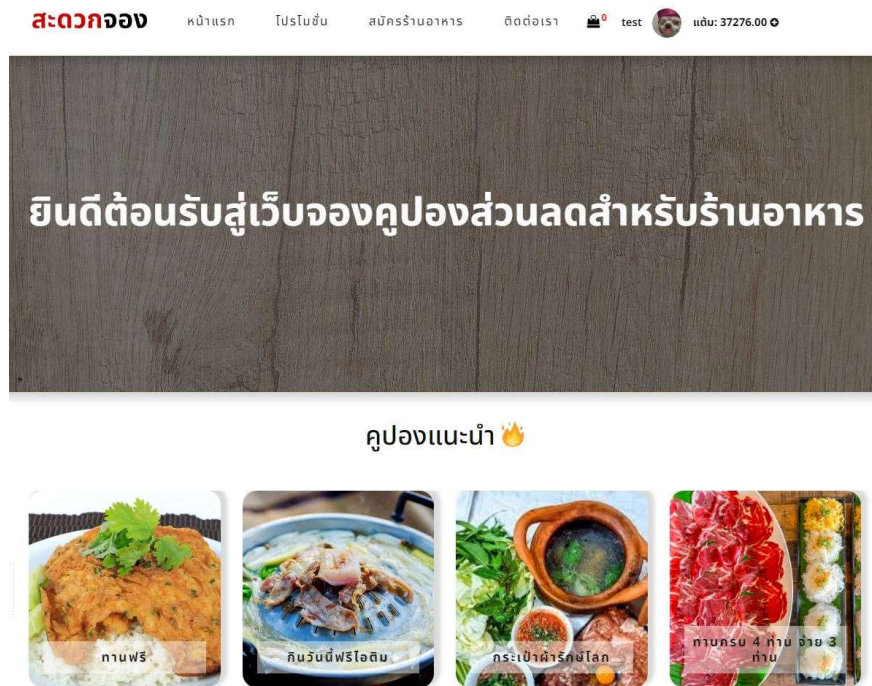 สะดวกจอง หน้าแรก โปรโมชั่น สมัครร้านอาหาร ติดต่อเรา 0 test แต้ม: 37276.00
ยินดีต้อนรับสู่เว็บจองคูปองส่วนลดสำหรับร้านอาหาร
คูปองแนะนำ
ทานฟรี
กินวันนี้ฟรีไอติม
กระเป๋าผ้ารักษ์โลก
ทานครบ 4 ท่าน จ่าย 3
ท่าน